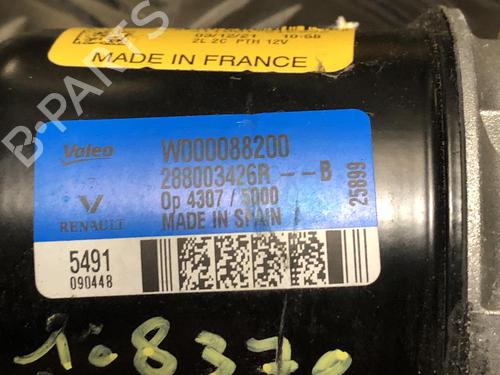 03/12/21 10:58
2L 2C PTH 12V
MADE IN FRANCE
Valeo
W000088200
288003426R --B
Op 4307 / 5000
MADE IN SPAIN
25899
RENAULT
5491
090448
1.8370
B-PARTS